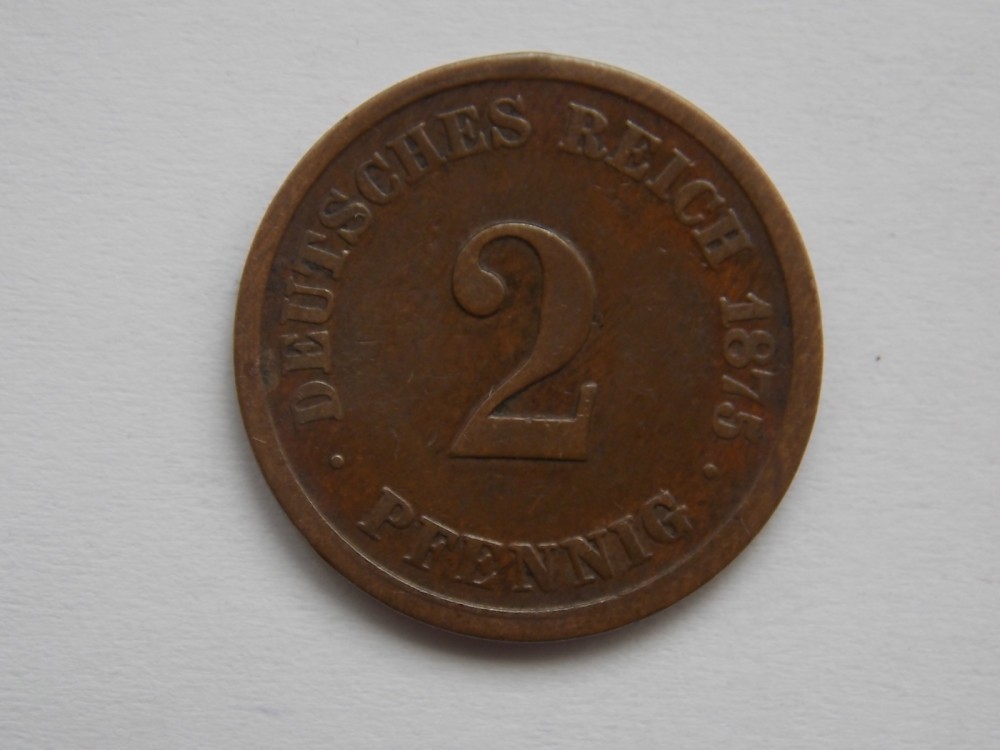 DEUTSCHES REICH 1875
2
· PFENNIG ·